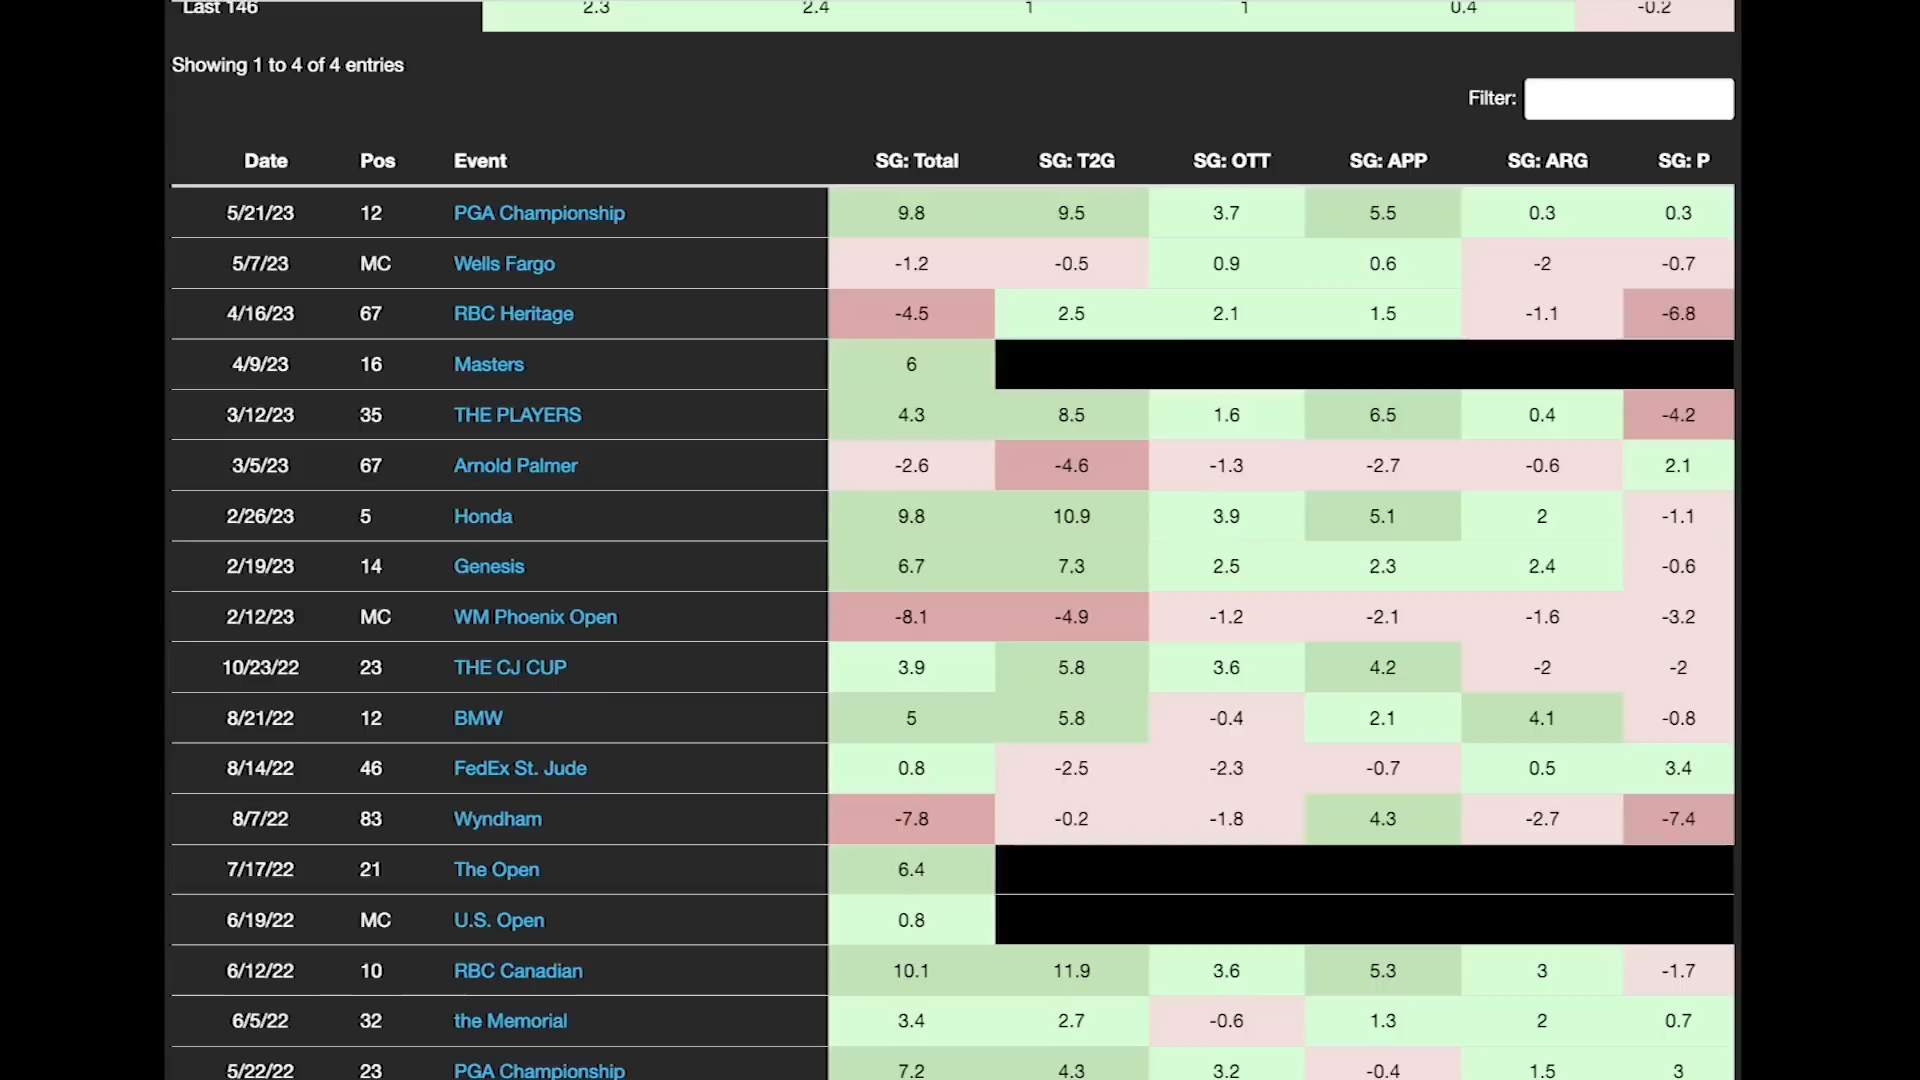 Last 146 2.3 2.4 1 1 0.4 -0.2
Showing 1 to 4 of 4 entries
Filter:
Date Pos Event SG: Total SG: T2G SG: OTT SG: APP SG: ARG SG: P
5/21/23 12 PGA Championship 9.8 9.5 3.7 5.5 0.3 0.3
5/7/23 MC Wells Fargo -1.2 -0.5 0.9 0.6 -2 -0.7
4/16/23 67 RBC Heritage -4.5 2.5 2.1 1.5 -1.1 -6.8
4/9/23 16 Masters 6
3/12/23 35 THE PLAYERS 4.3 8.5 1.6 6.5 0.4 -4.2
3/5/23 67 Arnold Palmer -2.6 -4.6 -1.3 -2.7 -0.6 2.1
2/26/23 5 Honda 9.8 10.9 3.9 5.1 2 -1.1
2/19/23 14 Genesis 6.7 7.3 2.5 2.3 2.4 -0.6
2/12/23 MC WM Phoenix Open -8.1 -4.9 -1.2 -2.1 -1.6 -3.2
10/23/22 23 THE CJ CUP 3.9 5.8 3.6 4.2 -2 -2
8/21/22 12 BMW 5 5.8 -0.4 2.1 4.1 -0.8
8/14/22 46 FedEx St. Jude 0.8 -2.5 -2.3 -0.7 0.5 3.4
8/7/22 83 Wyndham -7.8 -0.2 -1.8 4.3 -2.7 -7.4
7/17/22 21 The Open 6.4
6/19/22 MC U.S. Open 0.8
6/12/22 10 RBC Canadian 10.1 11.9 3.6 5.3 3 -1.7
6/5/22 32 the Memorial 3.4 2.7 -0.6 1.3 2 0.7
5/22/22 23 PGA Championship 7.2 4.3 3.2 -0.4 1.5 3